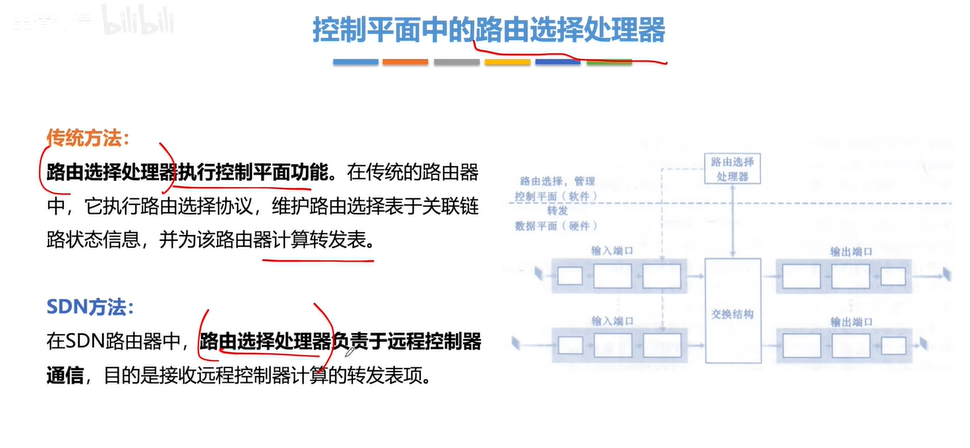 bilibili
控制平面中的路由选择处理器
传统方法：
路由选择处理器执行控制平面功能。在传统的路由器
中，它执行路由选择协议，维护路由选择表于关联链
路状态信息，并为该路由器计算转发表。
SDN方法：
在SDN路由器中，路由选择处理器负责于远程控制器
通信，目的是接收远程控制器计算的转发表项。
路由选择
处理器
路由选择，管理
控制平面（软件）
转发
数据平面（硬件）
输入端口
输出端口
交换结构
输入端口
输出端口